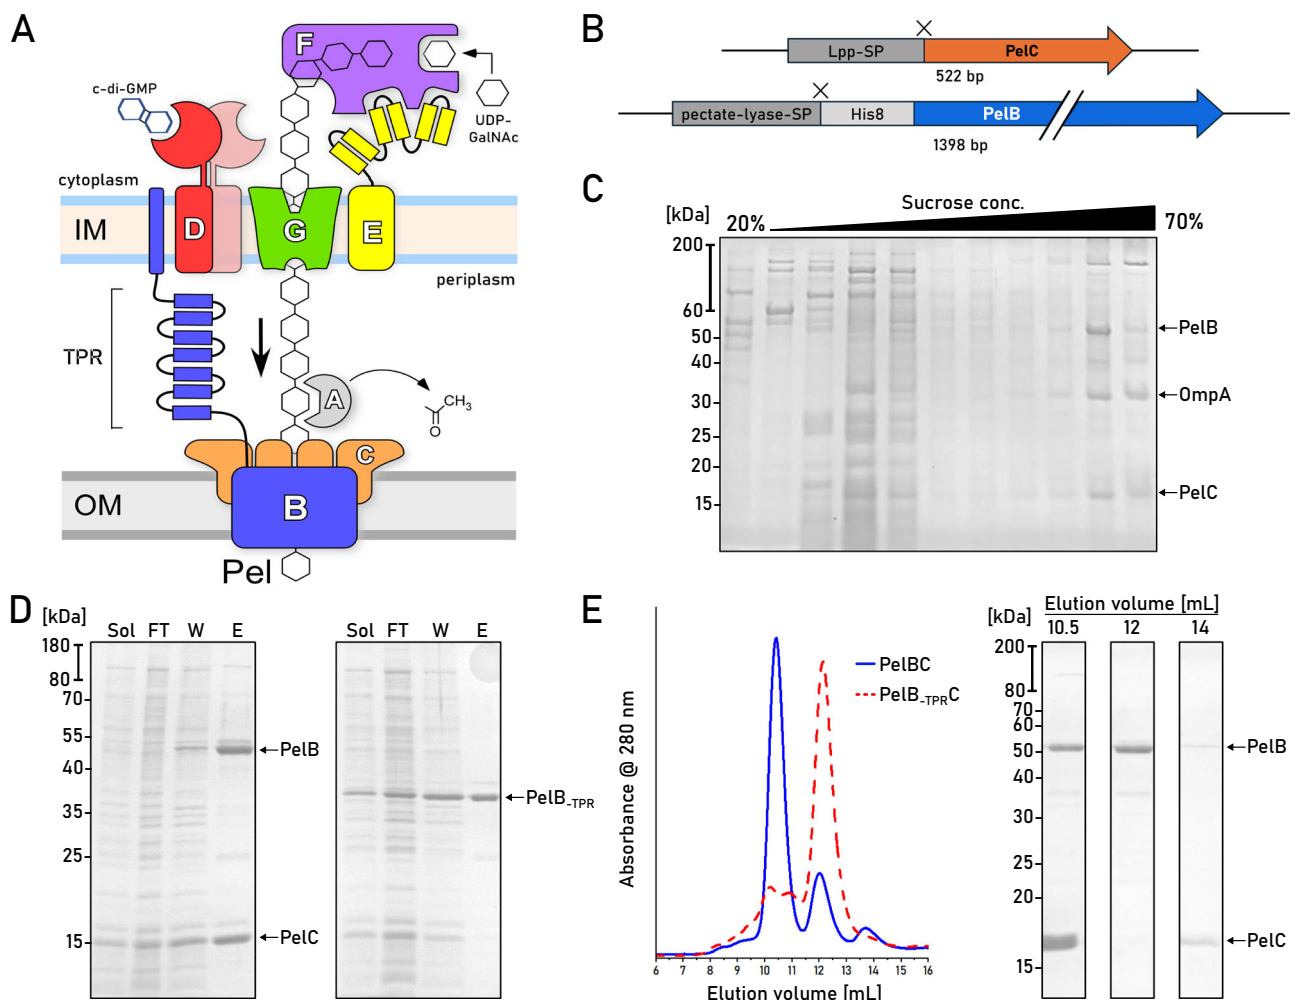 A
F
c-di-GMP
UDP-
GalNAc
cytoplasm
IM
D
G
E
periplasm
TPR
A
CH₃
O
C
OM
B
Pel
B
Lpp-SP
PelC
522 bp
pectate-lyase-SP
His8
PelB
1398 bp
C
[kDa]
20%
Sucrose conc.
70%
200
60
50
40
30
25
20
15
PelB
OmpA
PelC
D
[kDa]
Sol FT W E
180
80
70
55
40
35
25
15
PelB
PelC
Sol FT W E
PelB₋TPR
E
Absorbance @ 280 nm
PelBC
PelB₋TPRC
6 7 8 9 10 11 12 13 14 15 16
Elution volume [mL]
[kDa]
Elution volume [mL]
10.5 12 14
200
80
70
60
50
40
30
25
20
15
PelB
PelC